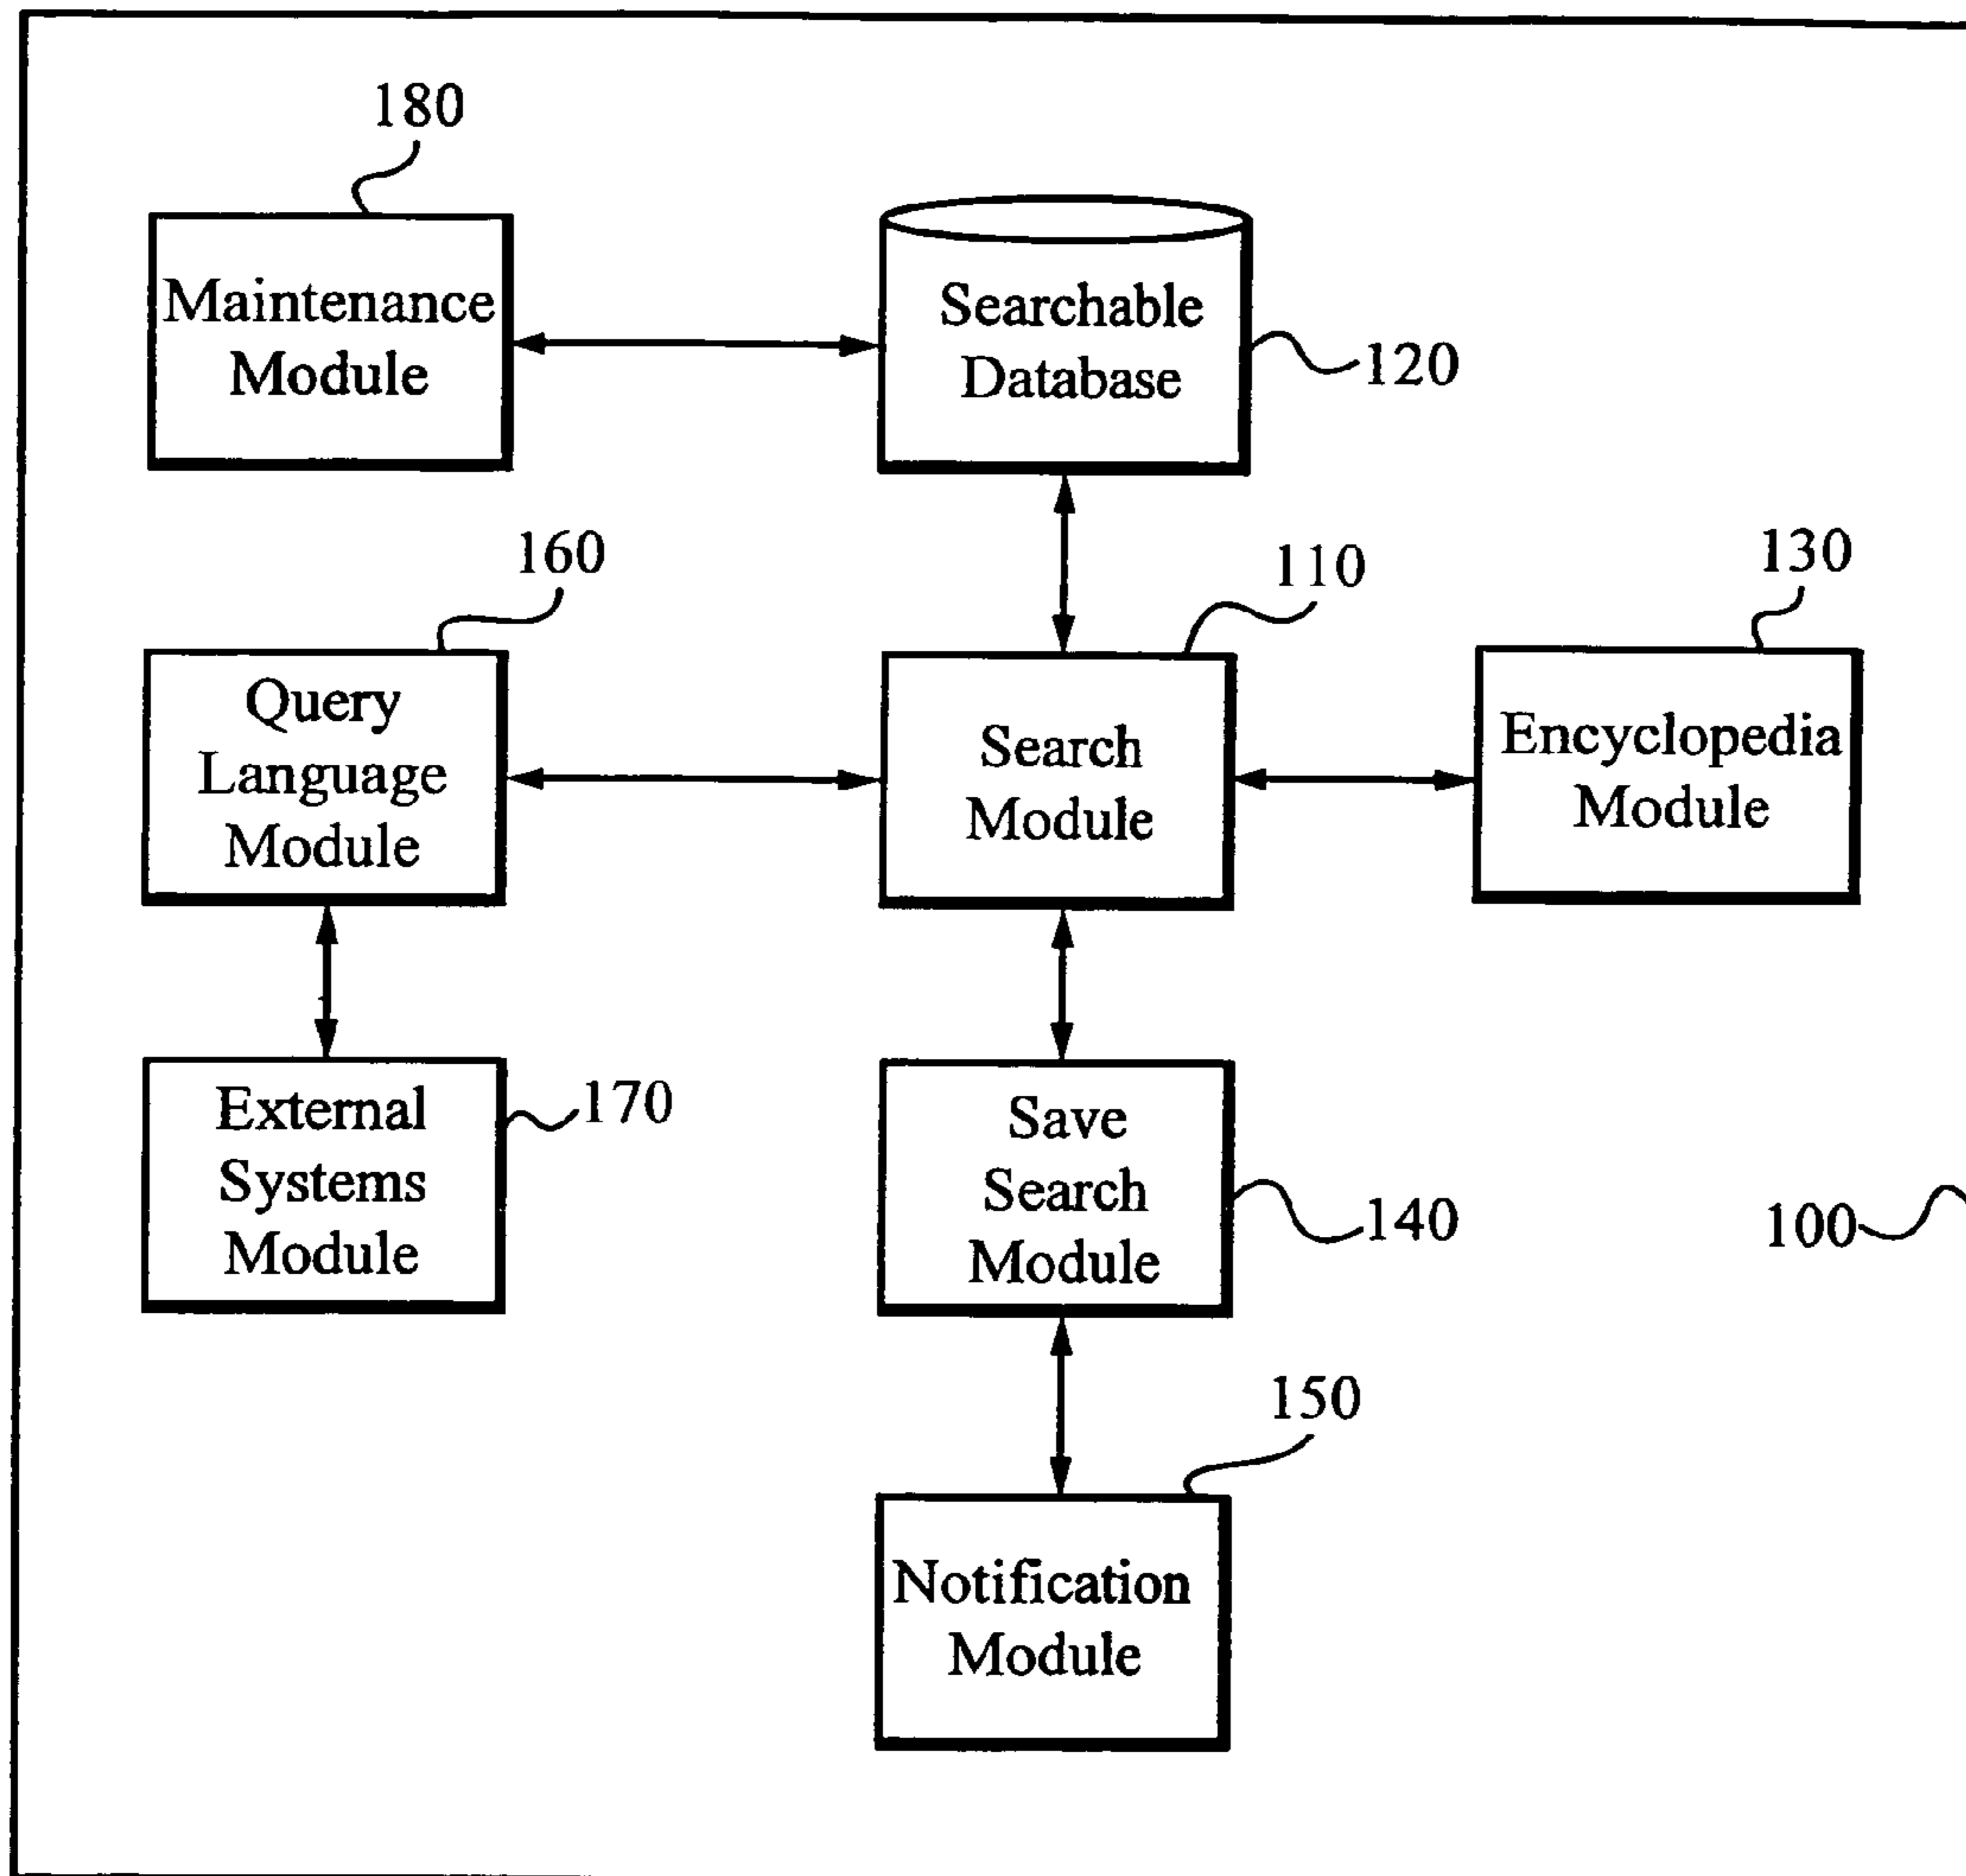 180
Maintenance
Module
Searchable
Database
120
160
110
130
Query
Language
Module
Search
Module
Encyclopedia
Module
External
Systems
Module
170
Save
Search
Module
140
100
150
Notification
Module